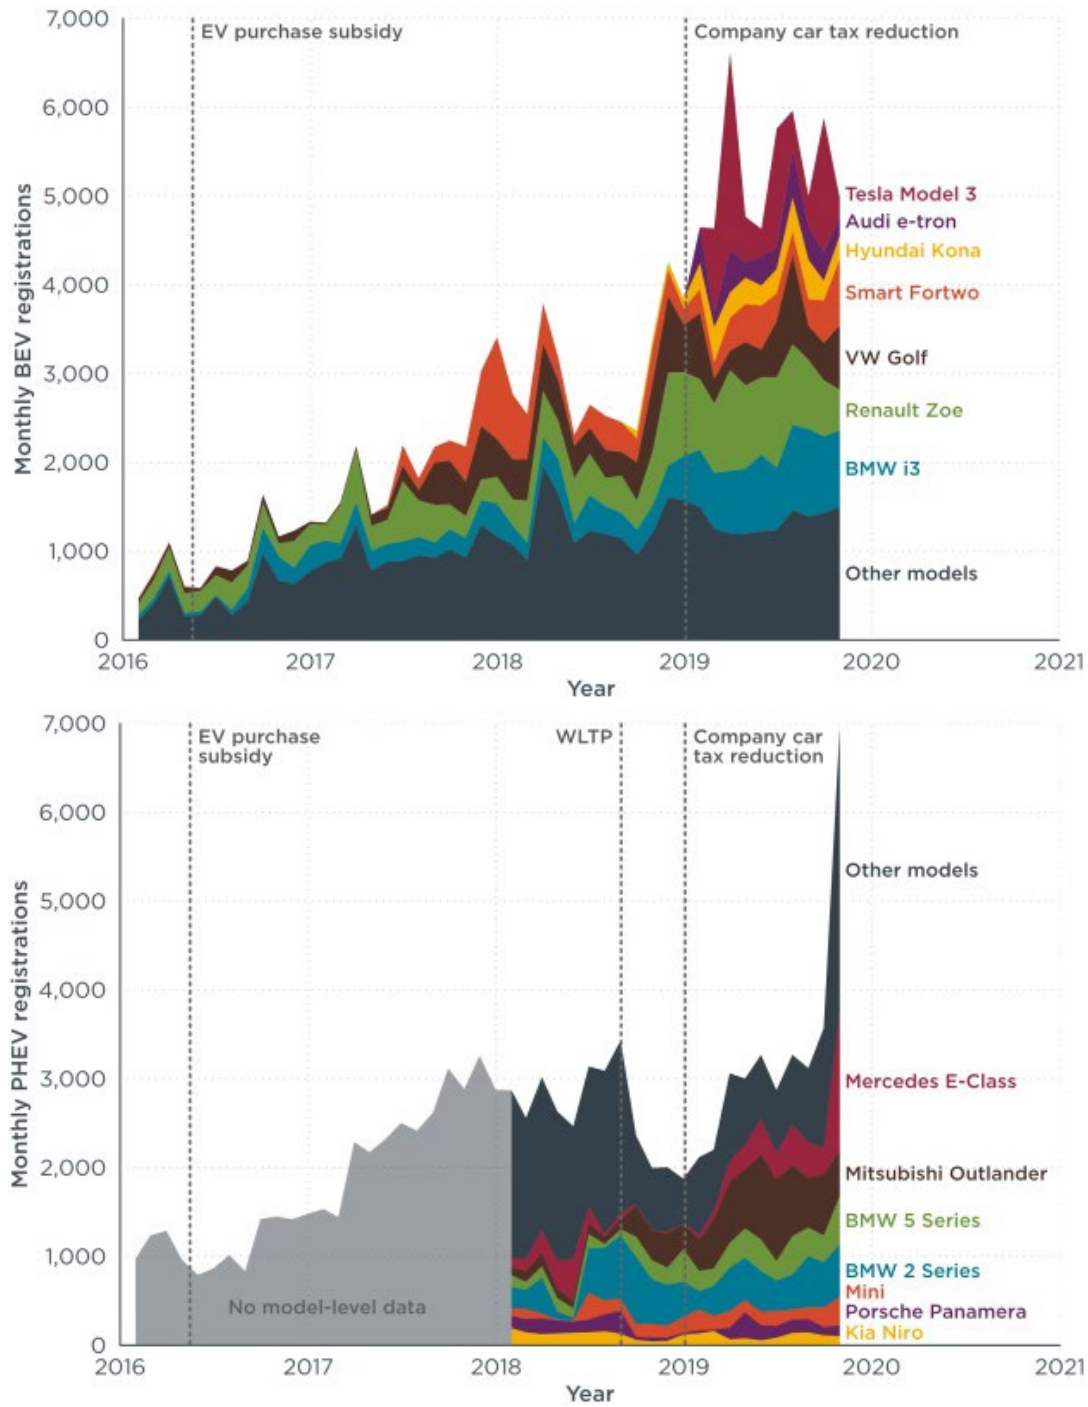 7,000
EV purchase subsidy
Company car tax reduction
6,000
5,000
Tesla Model 3
Audi e-tron
Hyundai Kona
4,000
Smart Fortwo
VW Golf
3,000
Renault Zoe
BMW i3
2,000
1,000
Other models
0
Monthly BEV registrations
2016 2017 2018 2019 2020 2021
Year
7,000
EV purchase
subsidy
WLTP
Company car
tax reduction
6,000
Other models
5,000
4,000
3,000
Mercedes E-Class
2,000
Mitsubishi Outlander
BMW 5 Series
1,000
BMW 2 Series
Mini
No model-level data
Porsche Panamera
Kia Niro
0
Monthly PHEV registrations
2016 2017 2018 2019 2020 2021
Year